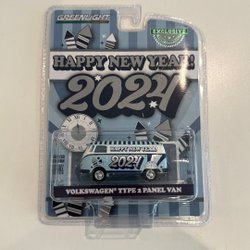 GREENLIGHT
EXCLUSIVE
HAPPY NEW YEAR!
2024
HAPPY NEW YEAR
2024
VOLKSWAGEN TYPE 2 PANEL VAN